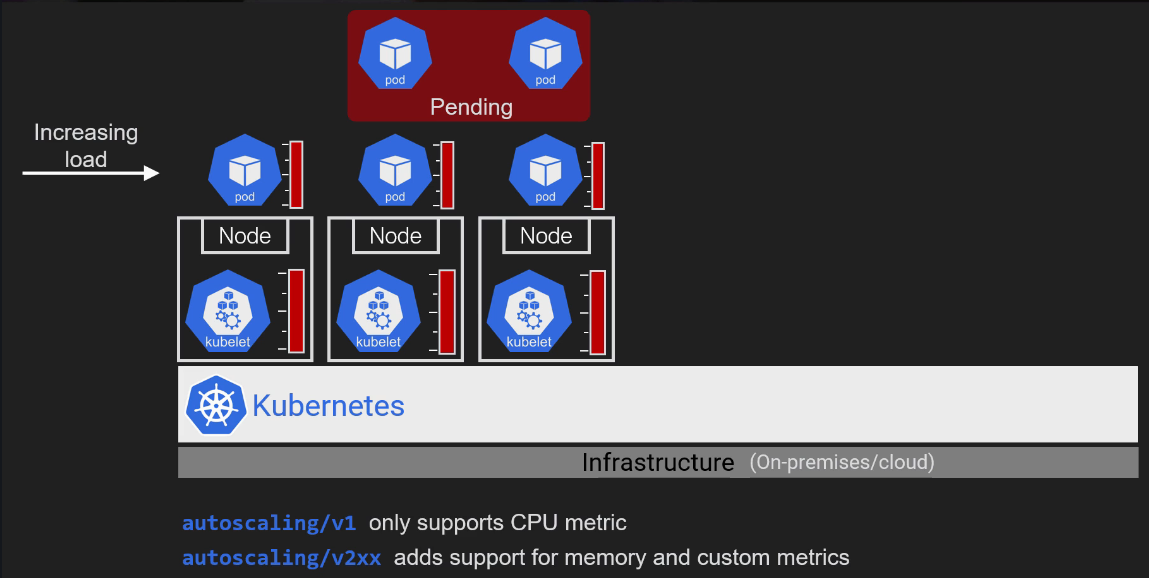 pod
pod
Pending
Increasing
load
pod
pod
pod
Node
Node
Node
kubelet
kubelet
kubelet
Kubernetes
Infrastructure (On-premises/cloud)
autoscaling/v1 only supports CPU metric
autoscaling/v2xx adds support for memory and custom metrics